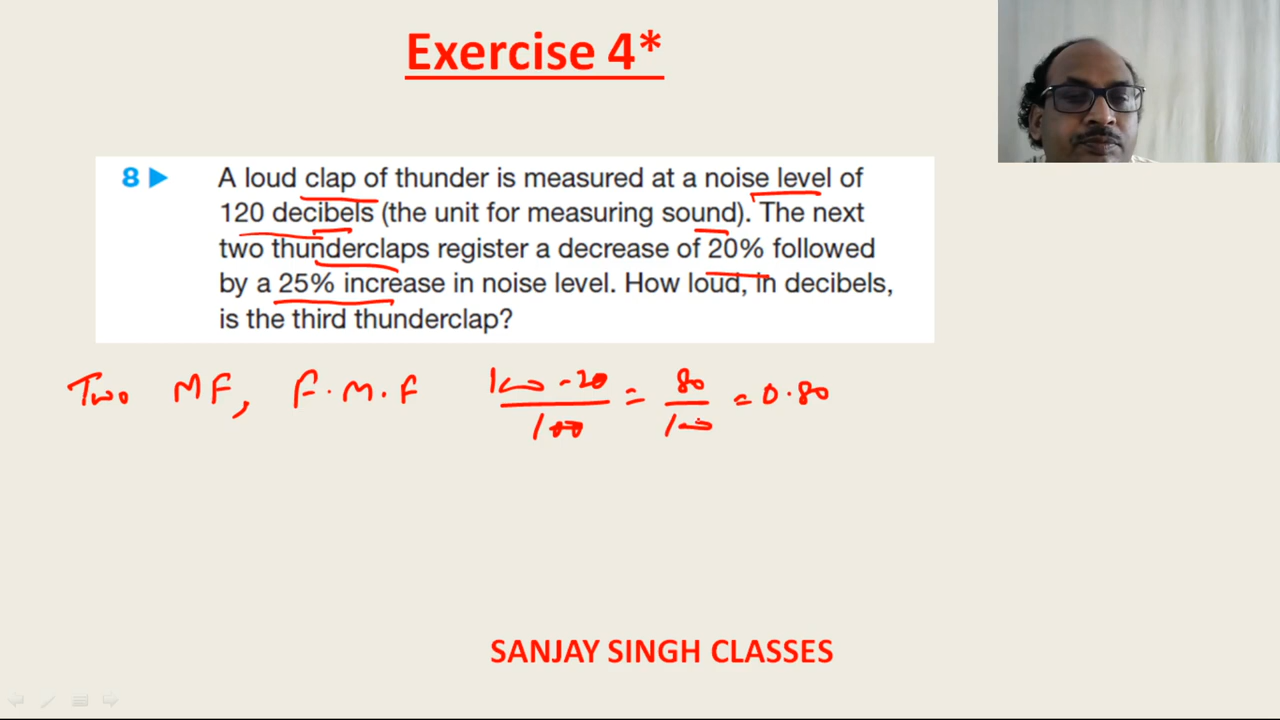 Exercise 4*
8 ▶ A loud clap of thunder is measured at a noise level of
120 decibels (the unit for measuring sound). The next
two thunderclaps register a decrease of 20% followed
by a 25% increase in noise level. How loud, in decibels,
is the third thunderclap?
Two MF, F.M.F 100-20/100 = 80/100 = 0.80
SANJAY SINGH CLASSES